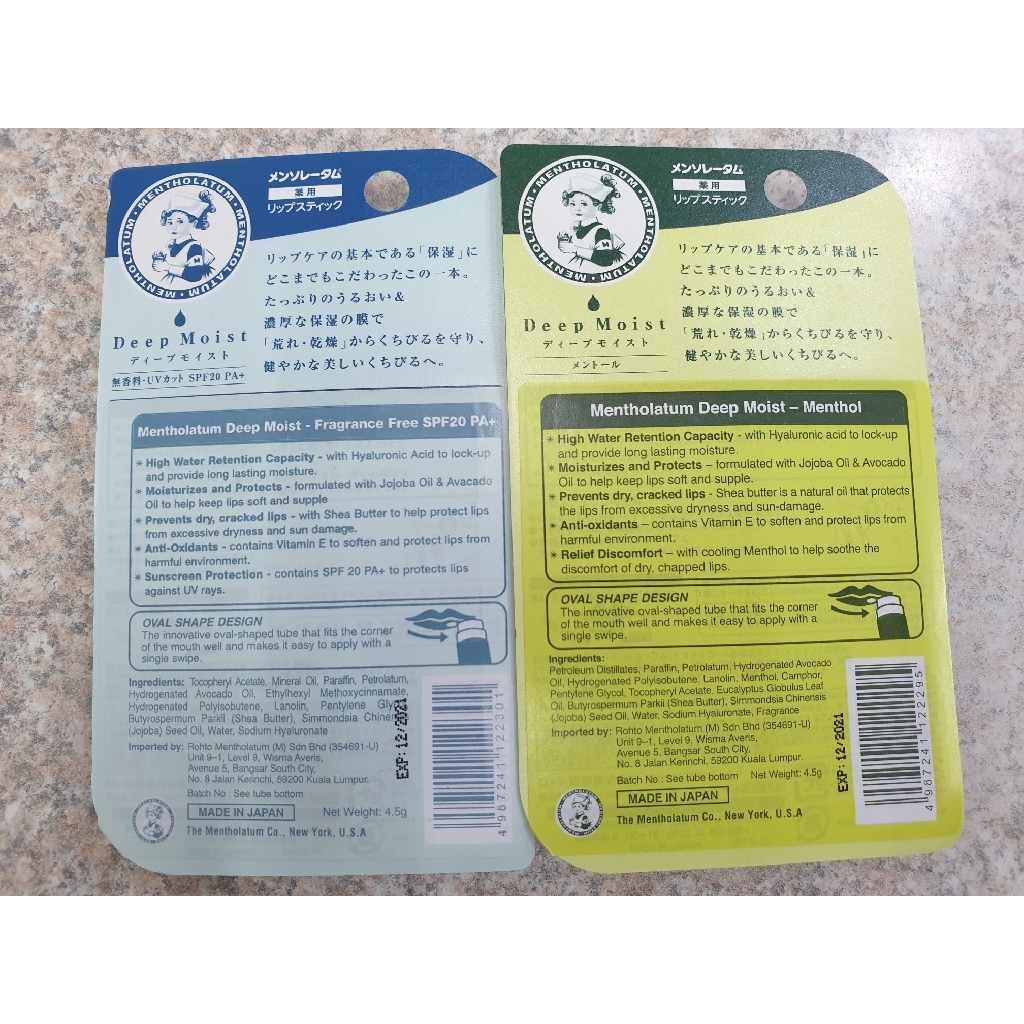 MENTHOLATUM · MENTHOLATUM · MENTHOLATUM
メンソレータム®
薬用
リップスティック
Deep Moist
ディープモイスト
無香料・UVカット SPF20 PA+
リップケアの基本である「保湿」に
どこまでもこだわったこの一本。
たっぷりのうるおい&
濃厚な保湿の膜で
「荒れ・乾燥」からくちびるを守り、
健やかな美しいくちびるへ。
Mentholatum Deep Moist - Fragrance Free SPF20 PA+
* High Water Retention Capacity - with Hyaluronic Acid to lock-up
and provide long lasting moisture.
* Moisturizes and Protects - formulated with Jojoba Oil & Avacado
Oil to help keep lips soft and supple
* Prevents dry, cracked lips - with Shea Butter to help protect lips
from excessive dryness and sun damage.
* Anti-Oxidants - contains Vitamin E to soften and protect lips from
harmful environment.
* Sunscreen Protection - contains SPF 20 PA+ to protects lips
against UV rays.
OVAL SHAPE DESIGN
The innovative oval-shaped tube that fits the corner
of the mouth well and makes it easy to apply with a
single swipe.
Ingredients: Tocopheryl Acetate, Mineral Oil, Paraffin, Petrolatum,
Hydrogenated Avocado Oil, Ethylhexyl Methoxycinnamate,
Hydrogenated Polyisobutene, Lanolin, Pentylene Glycol
Butyrospermum Parkii (Shea Butter), Simmondsia Chinensis
(Jojoba) Seed Oil, Water, Sodium Hyaluronate
Imported by: Rohto Mentholatum (M) Sdn Bhd (354691-U)
Unit 9–1, Level 9, Wisma Averis,
Avenue 5, Bangsar South City,
No. 8 Jalan Kerinchi, 59200 Kuala Lumpur.
Batch No : See tube bottom
MADE IN JAPAN Net Weight: 4.5g
The Mentholatum Co., New York, U.S.A
EXP: 12/2021
4 987241 122301
MENTHOLATUM · MENTHOLATUM · MENTHOLATUM
メンソレータム®
薬用
リップスティック
Deep Moist
ディープモイスト
メントール
リップケアの基本である「保湿」に
どこまでもこだわったこの一本。
たっぷりのうるおい&
濃厚な保湿の膜で
「荒れ・乾燥」からくちびるを守り、
健やかな美しいくちびるへ。
Mentholatum Deep Moist – Menthol
* High Water Retention Capacity - with Hyaluronic Acid to lock-up
and provide long lasting moisture.
* Moisturizes and Protects – formulated with Jojoba Oil & Avocado
Oil to help keep lips soft and supple.
* Prevents dry, cracked lips - Shea butter is a natural oil that protects
the lips from excessive dryness and sun-damage.
* Anti-oxidants – contains Vitamin E to soften and protect lips from
harmful environment.
* Relief Discomfort – with cooling Menthol to help soothe the
discomfort of dry, chapped lips.
OVAL SHAPE DESIGN
The innovative oval-shaped tube that fits the corner
of the mouth well and makes it easy to apply with a
single swipe.
Ingredients:
Petroleum Distillates, Paraffin, Petrolatum, Hydrogenated Avocado
Oil, Hydrogenated Polyisobutene, Lanolin, Menthol, Camphor,
Pentylene Glycol, Tocopheryl Acetate, Eucalyptus Globulus Leaf
Oil, Butyrospermum Parkii (Shea Butter), Simmondsia Chinensis
(Jojoba) Seed Oil, Water, Sodium Hyaluronate, Fragrance
Imported by: Rohto Mentholatum (M) Sdn Bhd (354691-U)
Unit 9–1, Level 9, Wisma Averis,
Avenue 5, Bangsar South City,
No. 8 Jalan Kerinchi, 59200 Kuala Lumpur.
Batch No : See tube bottom Net Weight: 4.5g
MADE IN JAPAN
The Mentholatum Co., New York, U.S.A
EXP: 12/2021
4 987241 122295